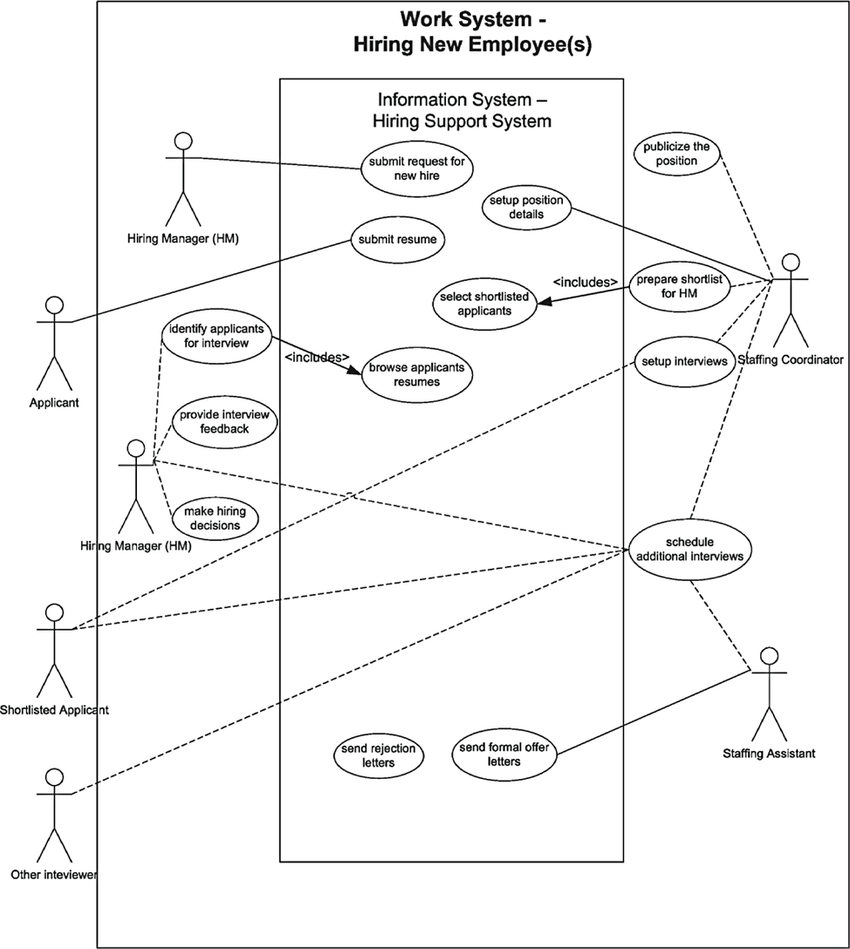 Work System -
Hiring New Employee(s)
Information System –
Hiring Support System
publicize the
position
submit request for
new hire
Hiring Manager (HM)
setup position
details
submit resume
<includes>
prepare shortlist
for HM
select shortlisted
applicants
identify applicants
for interview
<includes>
browse applicants
resumes
setup interviews
Staffing Coordinator
Applicant
provide interview
feedback
make hiring
decisions
Hiring Manager (HM)
schedule
additional interviews
Shortlisted Applicant
send rejection
letters
send formal offer
letters
Staffing Assistant
Other inteviewer